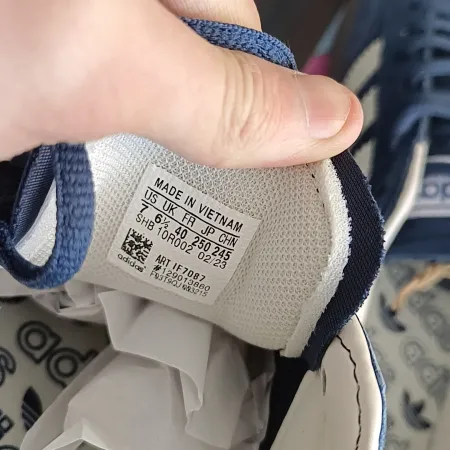 MADE IN VIETNAM
US UK FR JP CHN
7 6½ 40 250 245
SHB 10R002 02/23
ART IF7087
# 129013860
adidas